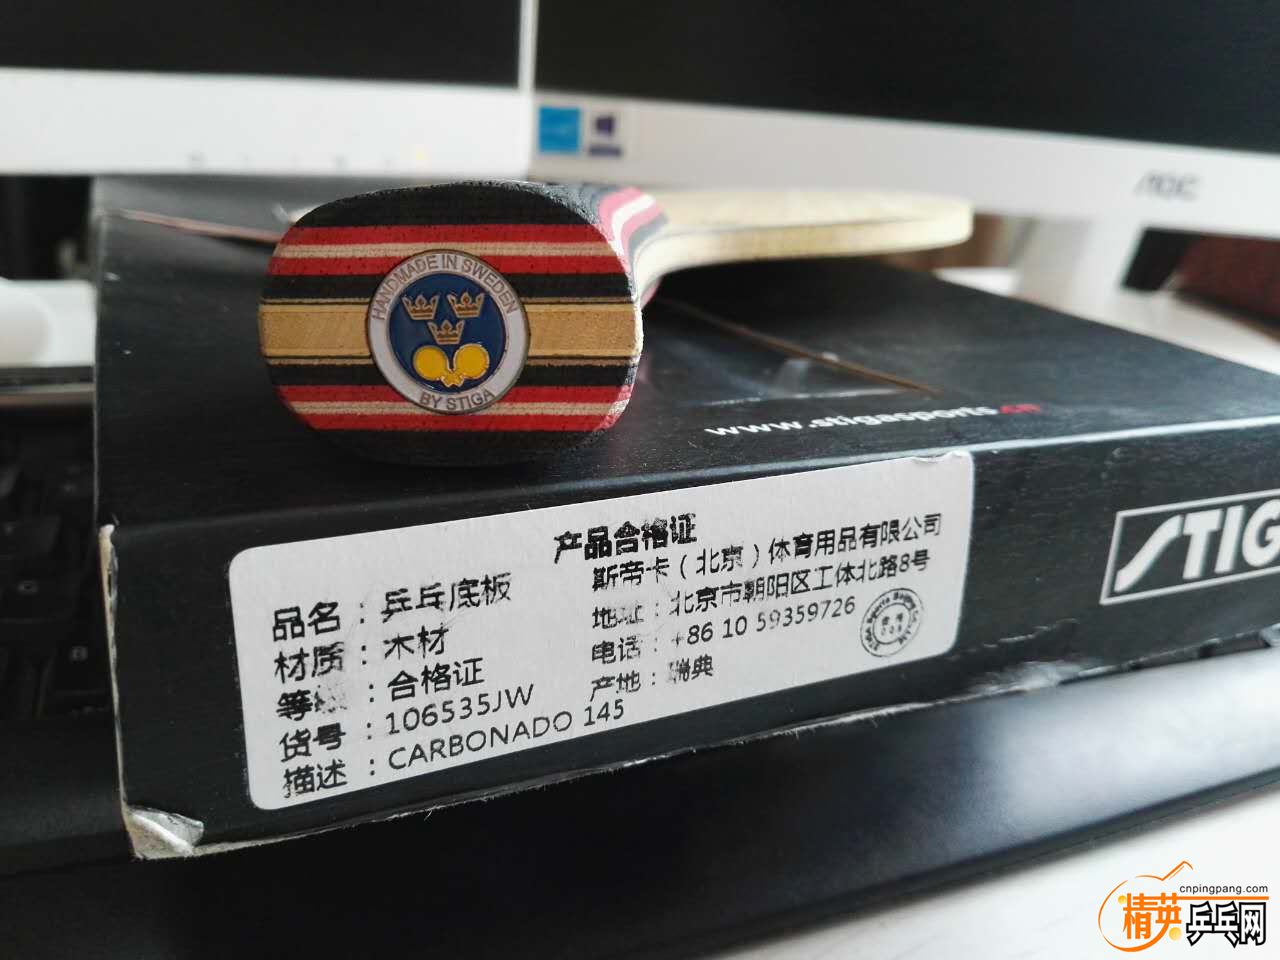 AOC
HANDMADE IN SWEDEN
BY STIGA
www.stigasports.cn
STIG
产品合格证
品名：乒乓底板
材质：木材
等级：合格证
货号：106535JW
描述：CARBONADO 145
斯帝卡（北京）体育用品有限公司
地址：北京市朝阳区工体北路8号
电话：+86 10 59359726
产地：瑞典
cnpingpang.com
精英乒乓网